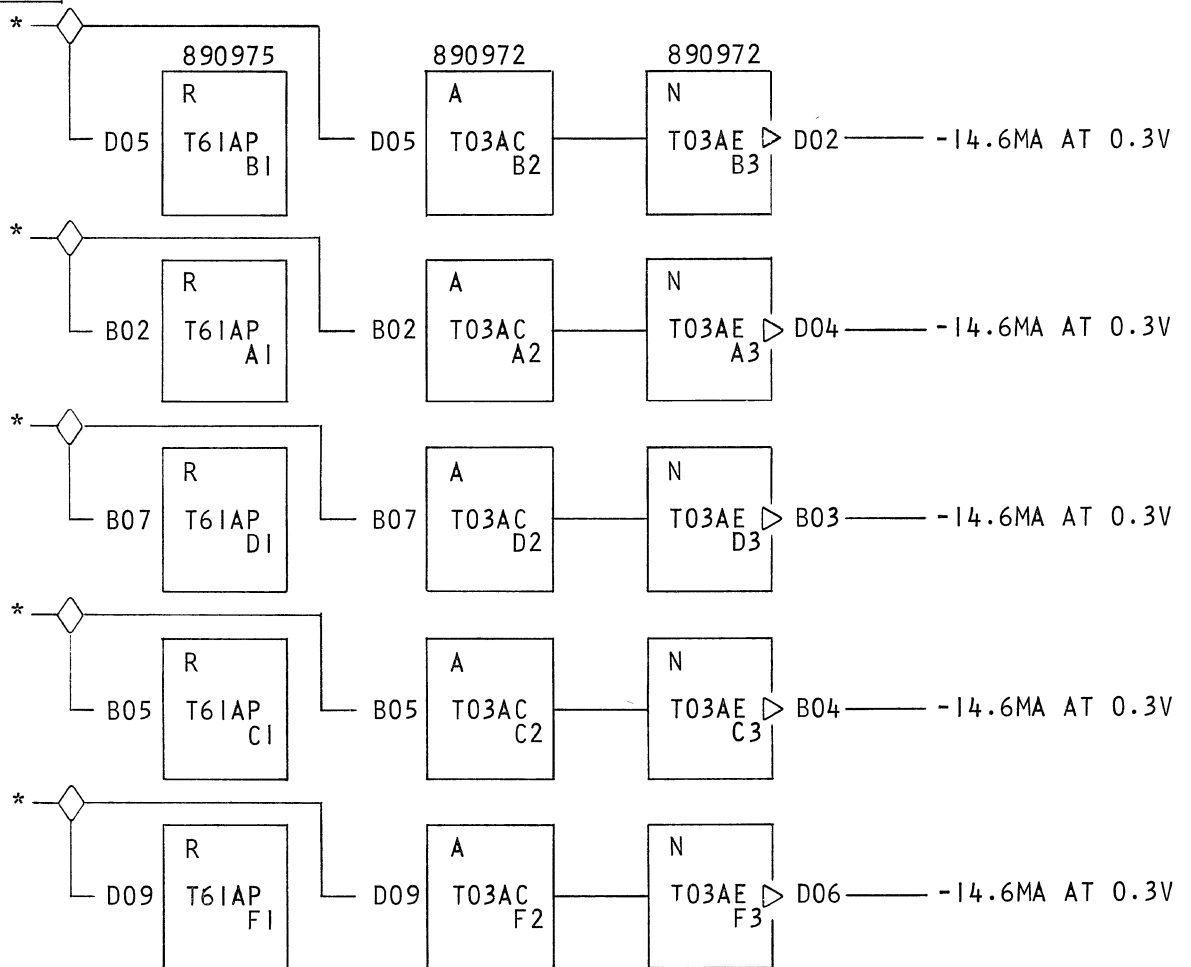 *
890975 890972 890972
R A N
D05 T61AP D05 T03AC T03AE D02 -14.6MA AT 0.3V
B1 B2 B3
*
R A N
B02 T61AP B02 T03AC T03AE D04 -14.6MA AT 0.3V
A1 A2 A3
*
R A N
B07 T61AP B07 T03AC T03AE B03 -14.6MA AT 0.3V
D1 D2 D3
*
R A N
B05 T61AP B05 T03AC T03AE B04 -14.6MA AT 0.3V
C1 C2 C3
*
R A N
D09 T61AP D09 T03AC T03AE D06 -14.6MA AT 0.3V
F1 F2 F3